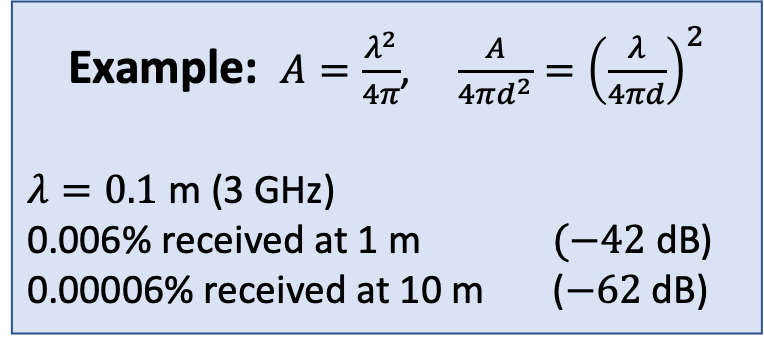 Example: A = λ²/4π, A/4πd² = (λ/4πd)²
λ = 0.1 m (3 GHz)
0.006% received at 1 m (−42 dB)
0.00006% received at 10 m (−62 dB)